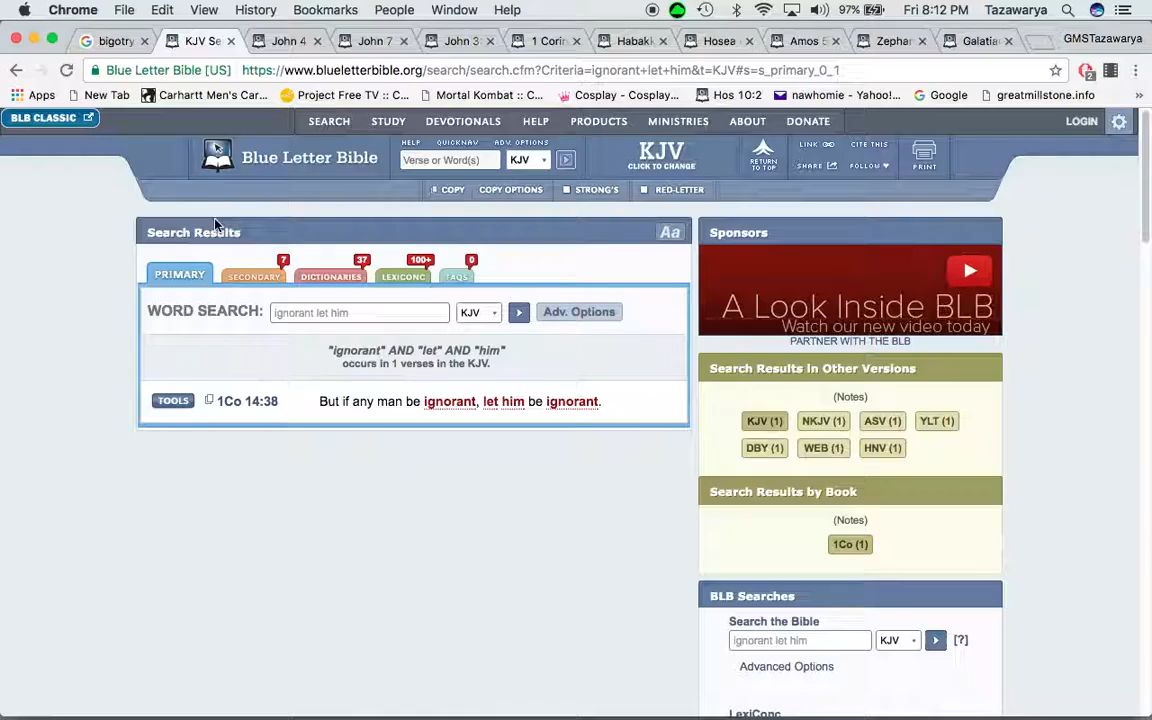 Chrome File Edit View History Bookmarks People Window Help 97% Fri 8:12 PM Tazawarya
bigotry KJV Se John 4 John 7 John 3 1 Corin Habakk Hosea Amos 5 Zephar Galatia GMSTazawarya
Blue Letter Bible [US] https://www.blueletterbible.org/search/search.cfm?Criteria=ignorant+let+him&t=KJV#s=s_primary_0_1 2
Apps New Tab Carhartt Men's Car... Project Free TV :: C... Mortal Kombat :: C... Cosplay - Cosplay... Hos 10:2 nawhomie - Yahoo!... Google greatmillstone.info »
BLB CLASSIC SEARCH STUDY DEVOTIONALS HELP PRODUCTS MINISTRIES ABOUT DONATE LOGIN
HELP QUICKNAV ADV. OPTIONS
Blue Letter Bible Verse or Word(s) KJV KJV
CLICK TO CHANGE
RETURN TO TOP
LINK CITE THIS
SHARE FOLLOW
PRINT
COPY COPY OPTIONS STRONG'S RED-LETTER
Search Results Aa
7 37 100+ 0
PRIMARY SECONDARY DICTIONARIES LEXICONC FAQS
WORD SEARCH: ignorant let him KJV Adv. Options
"ignorant" AND "let" AND "him"
occurs in 1 verses in the KJV.
TOOLS 1Co 14:38 But if any man be ignorant, let him be ignorant.
Sponsors
A Look Inside BLB
Watch our new video today
PARTNER WITH THE BLB
Search Results in Other Versions
(Notes)
KJV (1) NKJV (1) ASV (1) YLT (1)
DBY (1) WEB (1) HNV (1)
Search Results by Book
(Notes)
1Co (1)
BLB Searches
Search the Bible
ignorant let him KJV [?]
Advanced Options
LexiConc